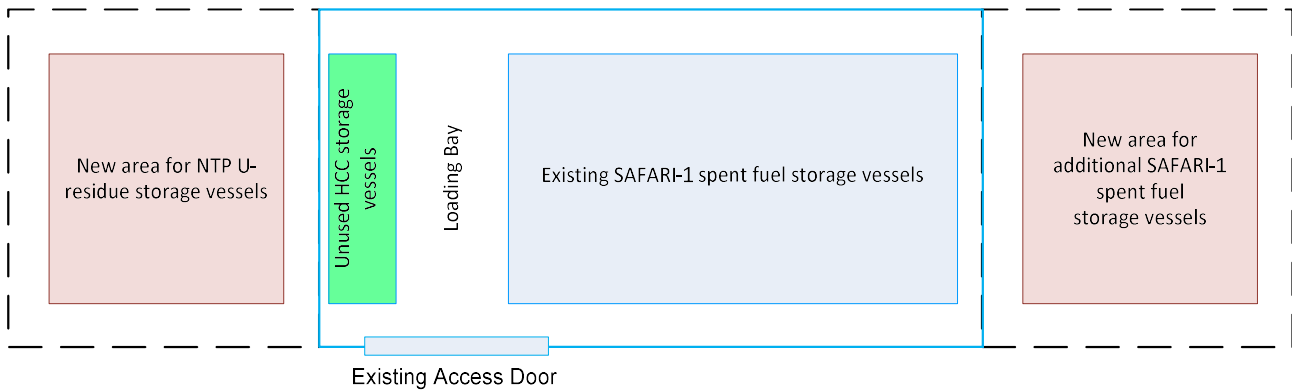 New area for NTP U-
residue storage vessels
Unused HCC storage
vessels
Loading Bay
Existing SAFARI-1 spent fuel storage vessels
New area for
additional SAFARI-1
spent fuel
storage vessels
Existing Access Door